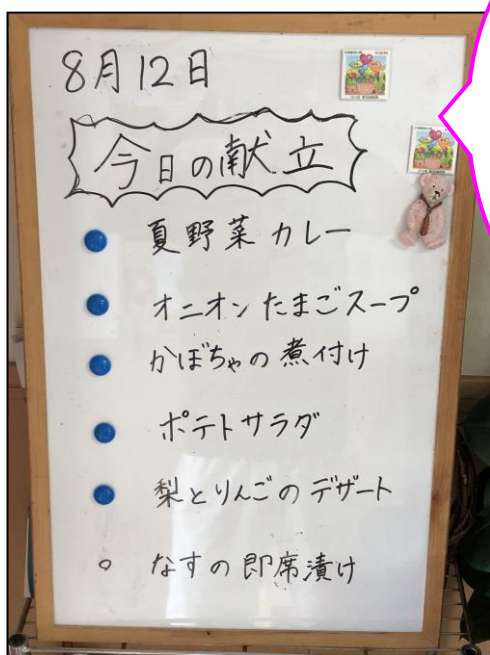 8月12日
今日の献立
夏野菜カレー
オニオンたまごスープ
かぼちゃの煮付け
ポテトサラダ
梨とりんごのデザート
なすの即席漬け